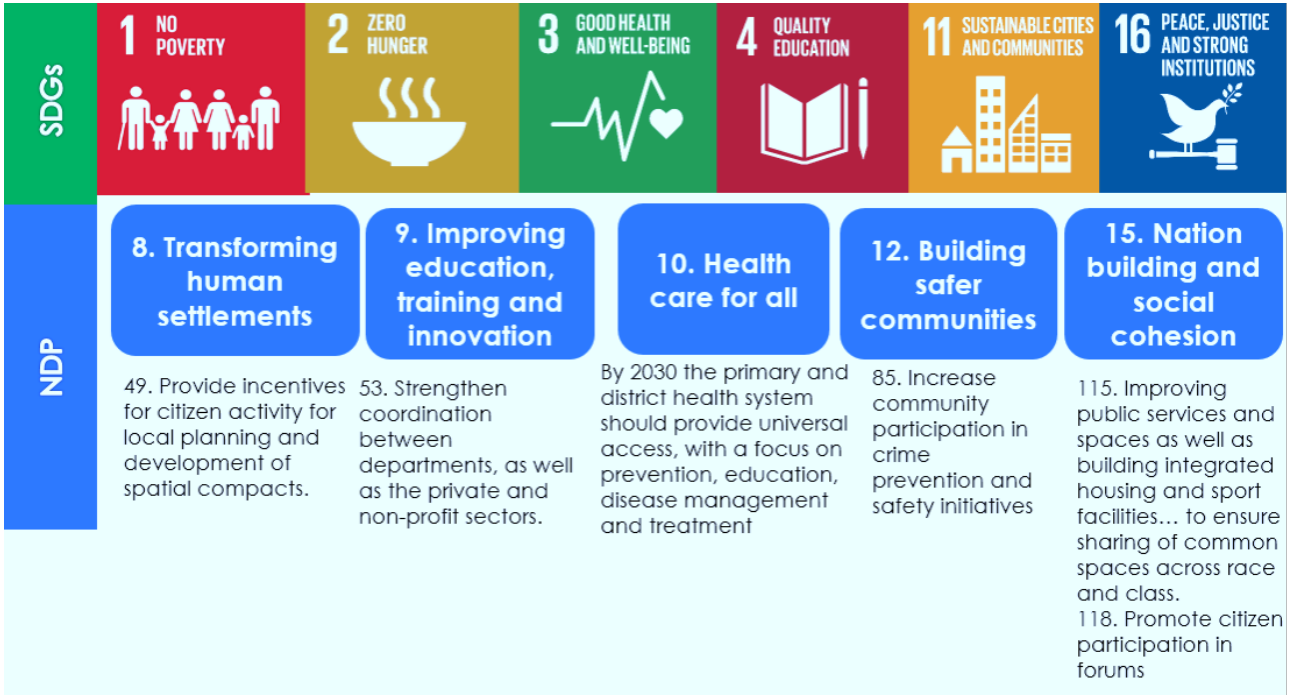 SDGs
1 NO
POVERTY
2 ZERO
HUNGER
3 GOOD HEALTH
AND WELL-BEING
4 QUALITY
EDUCATION
11 SUSTAINABLE CITIES
AND COMMUNITIES
16 PEACE, JUSTICE
AND STRONG
INSTITUTIONS
NDP
8. Transforming
human
settlements
49. Provide incentives
for citizen activity for
local planning and
development of
spatial compacts.
9. Improving
education,
training and
innovation
53. Strengthen
coordination
between
departments, as well
as the private and
non-profit sectors.
10. Health
care for all
By 2030 the primary and
district health system
should provide universal
access, with a focus on
prevention, education,
disease management
and treatment
12. Building
safer
communities
85. Increase
community
participation in
crime
prevention and
safety initiatives
15. Nation
building and
social
cohesion
115. Improving
public services and
spaces as well as
building integrated
housing and sport
facilities… to ensure
sharing of common
spaces across race
and class.
118. Promote citizen
participation in
forums